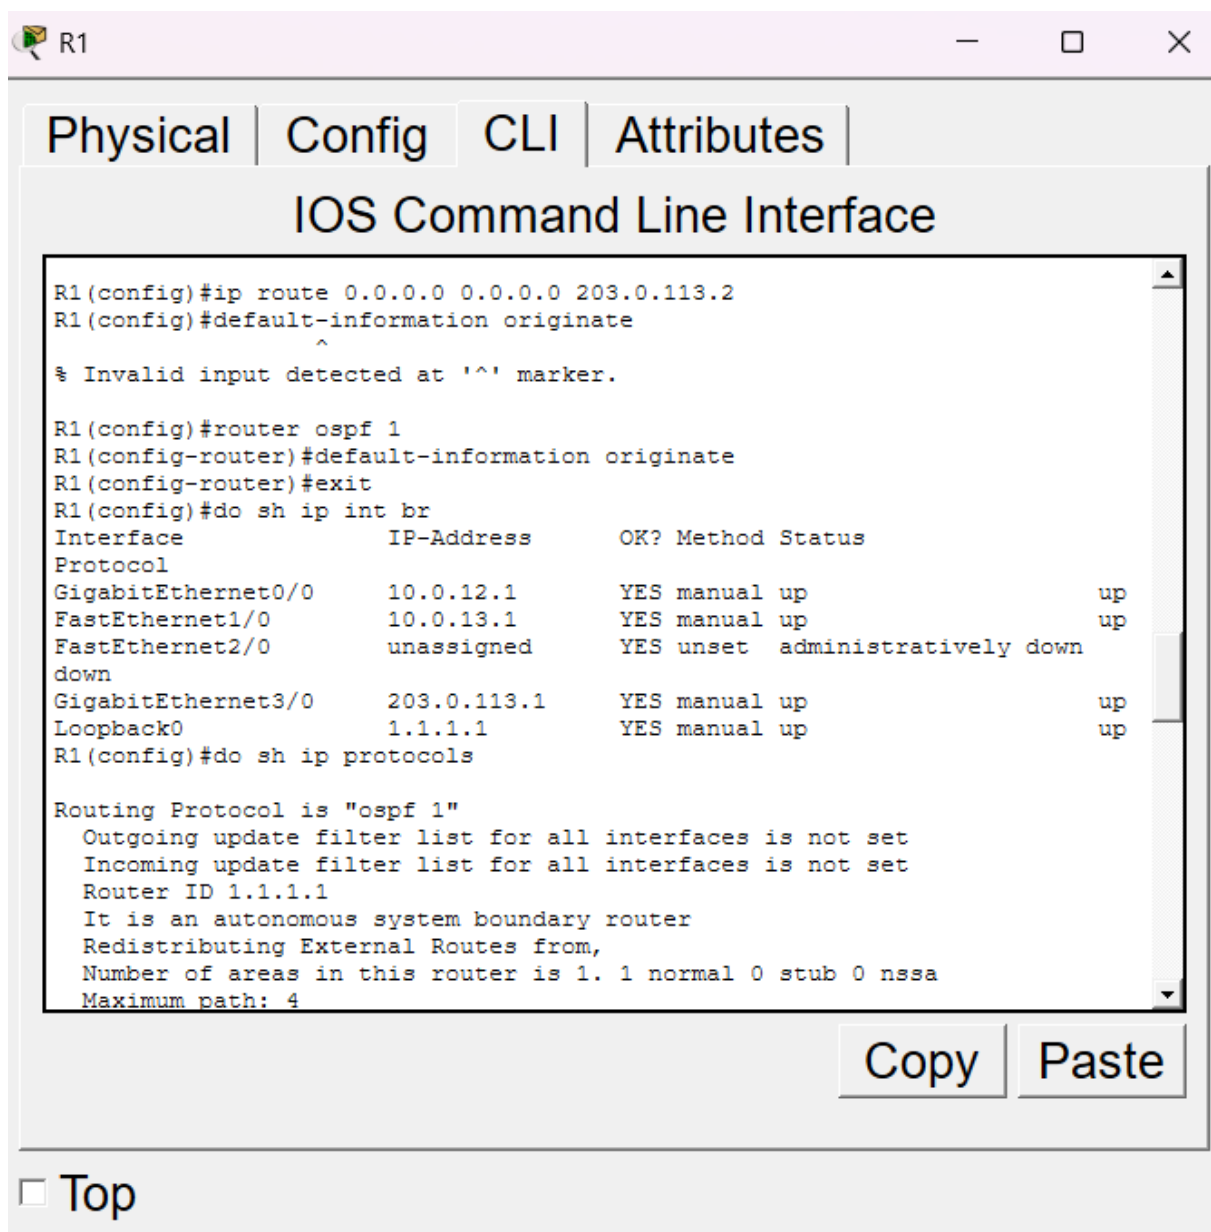 R1
Physical Config CLI Attributes
IOS Command Line Interface
R1(config)#ip route 0.0.0.0 0.0.0.0 203.0.113.2
R1(config)#default-information originate
^
% Invalid input detected at '^' marker.
R1(config)#router ospf 1
R1(config-router)#default-information originate
R1(config-router)#exit
R1(config)#do sh ip int br
Interface IP-Address OK? Method Status
Protocol
GigabitEthernet0/0 10.0.12.1 YES manual up up
FastEthernet1/0 10.0.13.1 YES manual up up
FastEthernet2/0 unassigned YES unset administratively down
down
GigabitEthernet3/0 203.0.113.1 YES manual up up
Loopback0 1.1.1.1 YES manual up up
R1(config)#do sh ip protocols
Routing Protocol is "ospf 1"
Outgoing update filter list for all interfaces is not set
Incoming update filter list for all interfaces is not set
Router ID 1.1.1.1
It is an autonomous system boundary router
Redistributing External Routes from,
Number of areas in this router is 1. 1 normal 0 stub 0 nssa
Maximum path: 4
Copy Paste
Top